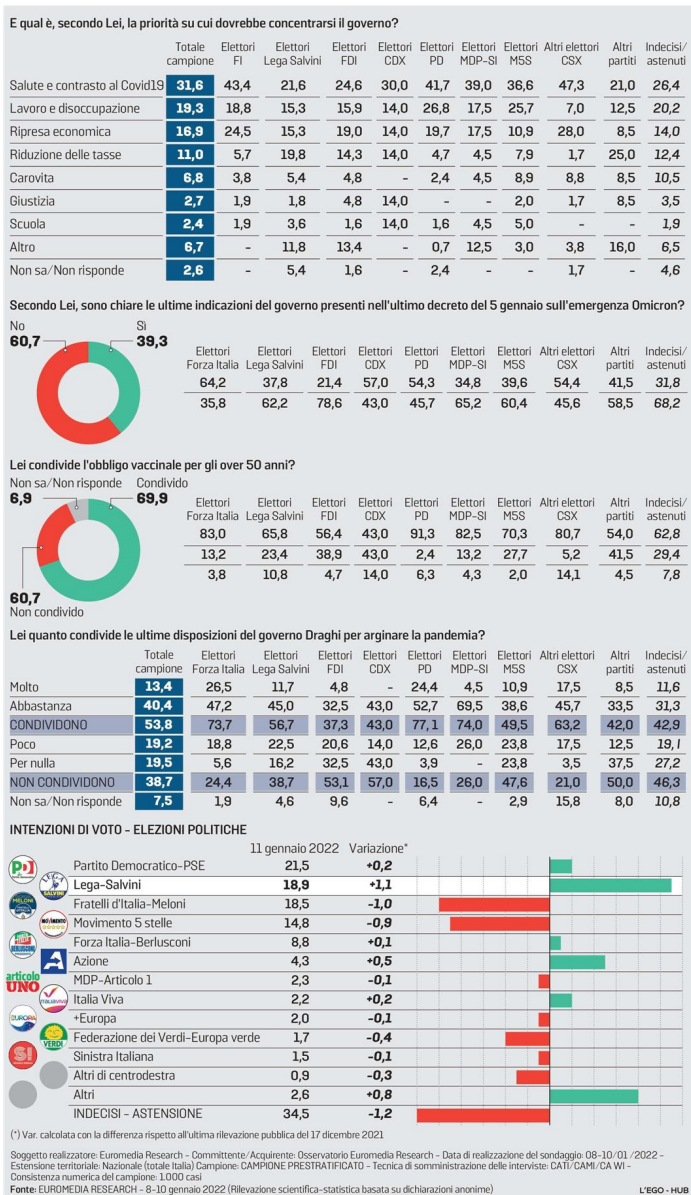 E qual è, secondo Lei, la priorità su cui dovrebbe concentrarsi il governo?
Totale campione Elettori FI Elettori Lega Salvini Elettori FDI Elettori CDX Elettori PD Elettori MDP-SI Elettori M5S Altri elettori CSX Altri partiti Indecisi/astenuti
Salute e contrasto al Covid19 31,6 43,4 21,6 24,6 30,0 41,7 39,0 36,6 47,3 21,0 26,4
Lavoro e disoccupazione 19,3 18,8 15,3 15,9 14,0 26,8 17,5 25,7 7,0 12,5 20,2
Ripresa economica 16,9 24,5 15,3 19,0 14,0 19,7 17,5 10,9 28,0 8,5 14,0
Riduzione delle tasse 11,0 5,7 19,8 14,3 14,0 4,7 4,5 7,9 1,7 25,0 12,4
Carovita 6,8 3,8 5,4 4,8 - 2,4 4,5 8,9 8,8 8,5 10,5
Giustizia 2,7 1,9 1,8 4,8 14,0 - - 2,0 1,7 8,5 3,5
Scuola 2,4 1,9 3,6 1,6 14,0 1,6 4,5 5,0 - - 1,9
Altro 6,7 - 11,8 13,4 - 0,7 12,5 3,0 3,8 16,0 6,5
Non sa/Non risponde 2,6 - 5,4 1,6 - 2,4 - - 1,7 - 4,6
Secondo Lei, sono chiare le ultime indicazioni del governo presenti nell'ultimo decreto del 5 gennaio sull'emergenza Omicron?
No Sì
60,7 39,3
Elettori Forza Italia Elettori Lega Salvini Elettori FDI Elettori CDX Elettori PD Elettori MDP-SI Elettori M5S Altri elettori CSX Altri partiti Indecisi/astenuti
64,2 37,8 21,4 57,0 54,3 34,8 39,6 54,4 41,5 31,8
35,8 62,2 78,6 43,0 45,7 65,2 60,4 45,6 58,5 68,2
Lei condivide l'obbligo vaccinale per gli over 50 anni?
Non sa/Non risponde Condivido
6,9 69,9
Elettori Forza Italia Elettori Lega Salvini Elettori FDI Elettori CDX Elettori PD Elettori MDP-SI Elettori M5S Altri elettori CSX Altri partiti Indecisi/astenuti
83,0 65,8 56,4 43,0 91,3 82,5 70,3 80,7 54,0 62,8
13,2 23,4 38,9 43,0 2,4 13,2 27,7 5,2 41,5 29,4
3,8 10,8 4,7 14,0 6,3 4,3 2,0 14,1 4,5 7,8
60,7
Non condivido
Lei quanto condivide le ultime disposizioni del governo Draghi per arginare la pandemia?
Totale campione Elettori Forza Italia Elettori Lega Salvini Elettori FDI Elettori CDX Elettori PD Elettori MDP-SI Elettori M5S Altri elettori CSX Altri partiti Indecisi/astenuti
Molto 13,4 26,5 11,7 4,8 - 24,4 4,5 10,9 17,5 8,5 11,6
Abbastanza 40,4 47,2 45,0 32,5 43,0 52,7 69,5 38,6 45,7 33,5 31,3
CONDIVIDONO 53,8 73,7 56,7 37,3 43,0 77,1 74,0 49,5 63,2 42,0 42,9
Poco 19,2 18,8 22,5 20,6 14,0 12,6 26,0 23,8 17,5 12,5 19,1
Per nulla 19,5 5,6 16,2 32,5 43,0 3,9 - 23,8 3,5 37,5 27,2
NON CONDIVIDONO 38,7 24,4 38,7 53,1 57,0 16,5 26,0 47,6 21,0 50,0 46,3
Non sa/Non risponde 7,5 1,9 4,6 9,6 - 6,4 - 2,9 15,8 8,0 10,8
INTENZIONI DI VOTO - ELEZIONI POLITICHE
11 gennaio 2022 Variazione*
Partito Democratico-PSE 21,5 +0,2
Lega-Salvini 18,9 +1,1
Fratelli d'Italia-Meloni 18,5 -1,0
Movimento 5 stelle 14,8 -0,9
Forza Italia-Berlusconi 8,8 +0,1
Azione 4,3 +0,5
MDP-Articolo 1 2,3 -0,1
Italia Viva 2,2 +0,2
+Europa 2,0 -0,1
Federazione dei Verdi-Europa verde 1,7 -0,4
Sinistra Italiana 1,5 -0,1
Altri di centrodestra 0,9 -0,3
Altri 2,6 +0,8
INDECISI - ASTENSIONE 34,5 -1,2
PD
LEGA
SALVINI
MELONI
MOVIMENTO
BERLUSCONI
A
articolo
UNO
ITALIAVIVA
EUROPA
VERDI
SI
(*) Var. calcolata con la differenza rispetto all'ultima rilevazione pubblica del 17 dicembre 2021
Soggetto realizzatore: Euromedia Research - Committente/Acquirente: Osservatorio Euromedia Research - Data di realizzazione del sondaggio: 08-10/01/2022 -
Estensione territoriale: Nazionale (totale Italia) Campione: CAMPIONE PRESTRATIFICATO - Tecnica di somministrazione delle interviste: CATI/CAMI/CAWI -
Consistenza numerica del campione: 1.000 casi
Fonte: EUROMEDIA RESEARCH - 8-10 gennaio 2022 (Rilevazione scientifica-statistica basata su dichiarazioni anonime)
L'EGO - HUB